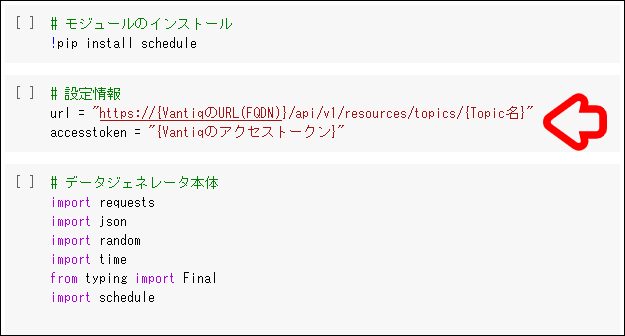 [ ] # モジュールのインストール
!pip install schedule
[ ] # 設定情報
url = "https://{VantiqのURL(FQDN)}/api/v1/resources/topics/{Topic名}"
accesstoken = "{Vantiqのアクセストークン}"
[ ] # データジェネレータ本体
import requests
import json
import random
import time
from typing import Final
import schedule